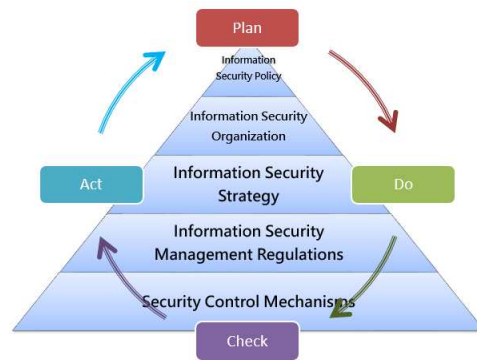 Plan
Information
Security Policy
Information Security
Organization
Information Security
Strategy
Act
Do
Information Security
Management Regulations
Security Control Mechanisms
Check